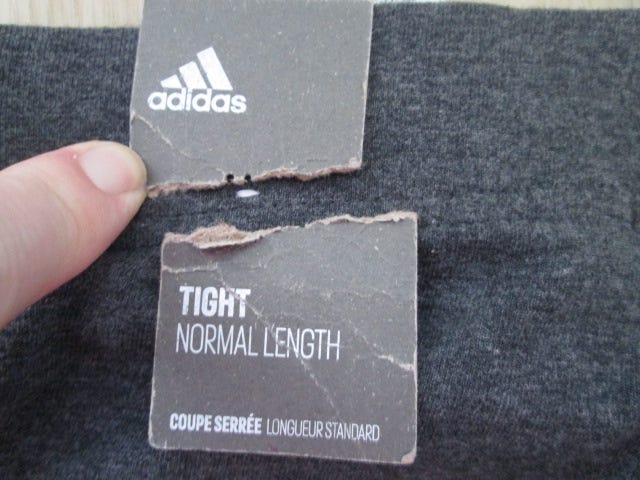 adidas
TIGHT
NORMAL LENGTH
COUPE SERRÉE LONGUEUR STANDARD